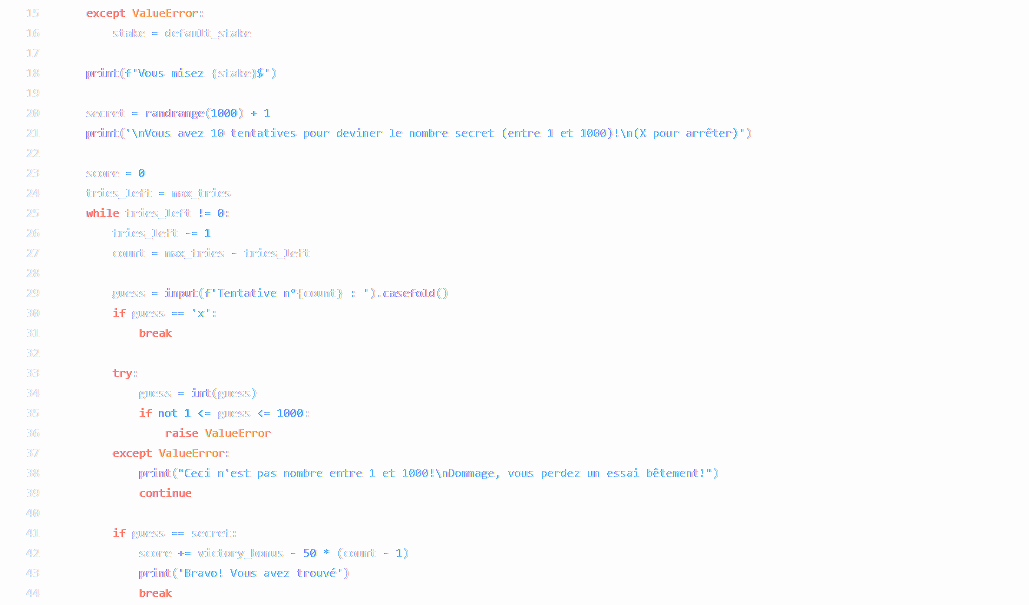 15 except ValueError:
16 stake = default_stake
17
18 print(f"Vous misez {stake}$")
19
20 secret = randrange(1000) + 1
21 print("\nVous avez 10 tentatives pour deviner le nombre secret (entre 1 et 1000)!\n(X pour arrêter)")
22
23 score = 0
24 tries_left = max_tries
25 while tries_left != 0:
26 tries_left -= 1
27 count = max_tries - tries_left
28
29 guess = input(f"Tentative n°{count} : ").casefold()
30 if guess == 'x':
31 break
32
33 try:
34 guess = int(guess)
35 if not 1 <= guess <= 1000:
36 raise ValueError
37 except ValueError:
38 print("Ceci n'est pas nombre entre 1 et 1000!\nDommage, vous perdez un essai bêtement!")
39 continue
40
41 if guess == secret:
42 score += victory_bonus - 50 * (count - 1)
43 print('Bravo! Vous avez trouvé')
44 break